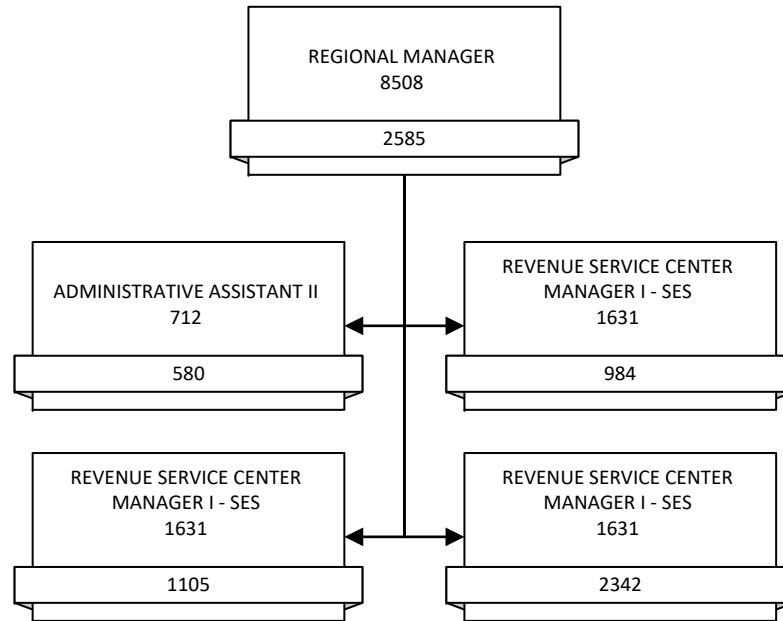 REGIONAL MANAGER
8508
2585
ADMINISTRATIVE ASSISTANT II
712
580
REVENUE SERVICE CENTER
MANAGER I - SES
1631
984
REVENUE SERVICE CENTER
MANAGER I - SES
1631
1105
REVENUE SERVICE CENTER
MANAGER I - SES
1631
2342